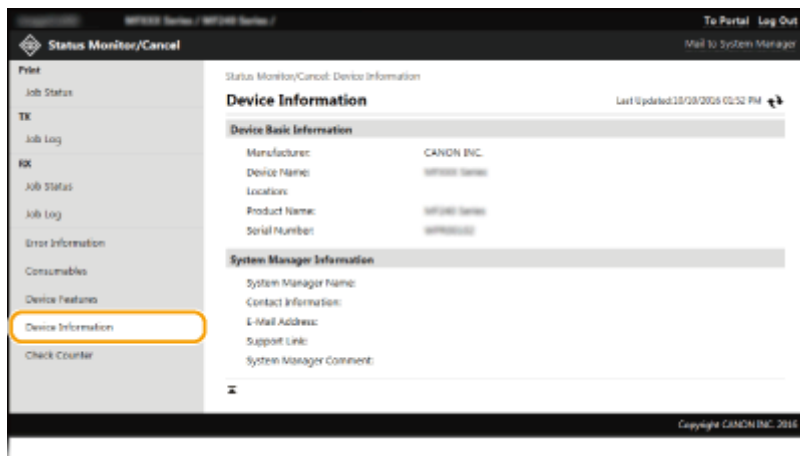 To Portal Log Out
Status Monitor/Cancel
Mail to System Manager
Print
Job Status
TX
Job Log
RX
Job Status
Job Log
Error Information
Consumables
Device Features
Device Information
Check Counter
Status Monitor/Cancel: Device Information
Device Information
Last Updated:10/10/2016 01:52 PM
Device Basic Information
Manufacturer: CANON INC.
Device Name:
Location:
Product Name:
Serial Number:
System Manager Information
System Manager Name:
Contact Information:
E-Mail Address:
Support Link:
System Manager Comment:
Copyright CANON INC. 2016